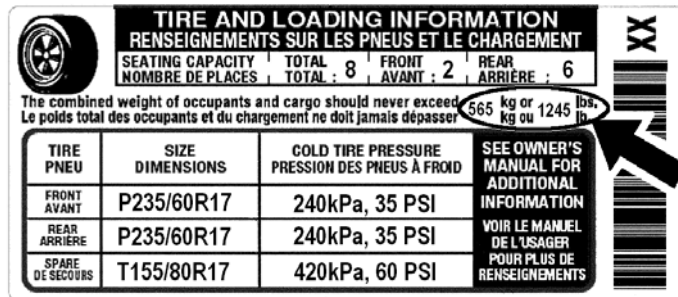 TIRE AND LOADING INFORMATION
RENSEIGNEMENTS SUR LES PNEUS ET LE CHARGEMENT
SEATING CAPACITY TOTAL FRONT REAR
NOMBRE DE PLACES TOTAL : 8 AVANT : 2 ARRIÈRE : 6
XX
The combined weight of occupants and cargo should never exceed 565 kg or 1245 lbs.
Le poids total des occupants et du chargement ne doit jamais dépasser kg ou lb.
TIRE SIZE COLD TIRE PRESSURE
PNEU DIMENSIONS PRESSION DES PNEUS À FROID
SEE OWNER'S
MANUAL FOR
ADDITIONAL
INFORMATION
FRONT
AVANT P235/60R17 240kPa, 35 PSI
REAR
ARRIÈRE P235/60R17 240kPa, 35 PSI
SPARE
DE SECOURS T155/80R17 420kPa, 60 PSI
VOIR LE MANUEL
DE L'USAGER
POUR PLUS DE
RENSEIGNEMENTS